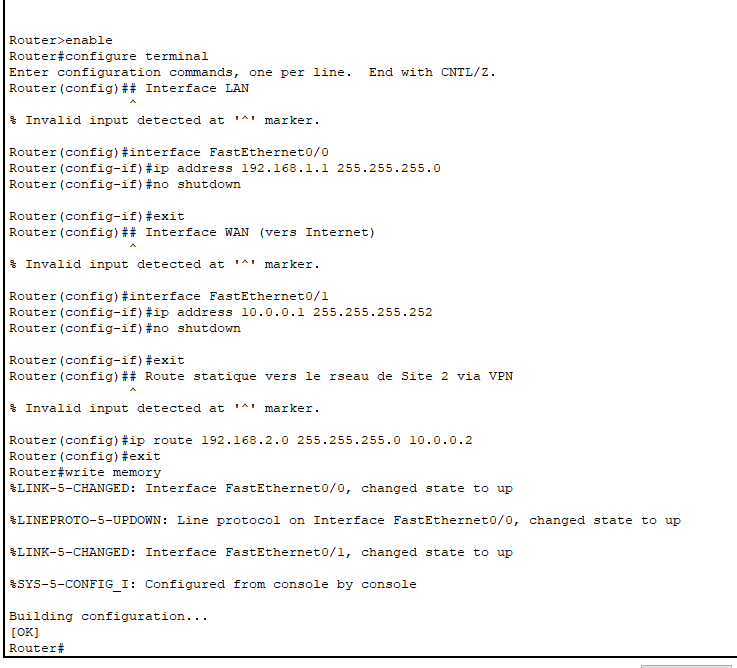 Router>enable
Router#configure terminal
Enter configuration commands, one per line.  End with CNTL/Z.
Router(config)## Interface LAN
^
% Invalid input detected at '^' marker.
Router(config)#interface FastEthernet0/0
Router(config-if)#ip address 192.168.1.1 255.255.255.0
Router(config-if)#no shutdown
Router(config-if)#exit
Router(config)## Interface WAN (vers Internet)
^
% Invalid input detected at '^' marker.
Router(config)#interface FastEthernet0/1
Router(config-if)#ip address 10.0.0.1 255.255.255.252
Router(config-if)#no shutdown
Router(config-if)#exit
Router(config)## Route statique vers le rseau de Site 2 via VPN
^
% Invalid input detected at '^' marker.
Router(config)#ip route 192.168.2.0 255.255.255.0 10.0.0.2
Router(config)#exit
Router#write memory
%LINK-5-CHANGED: Interface FastEthernet0/0, changed state to up
%LINEPROTO-5-UPDOWN: Line protocol on Interface FastEthernet0/0, changed state to up
%LINK-5-CHANGED: Interface FastEthernet0/1, changed state to up
%SYS-5-CONFIG_I: Configured from console by console
Building configuration...
[OK]
Router#